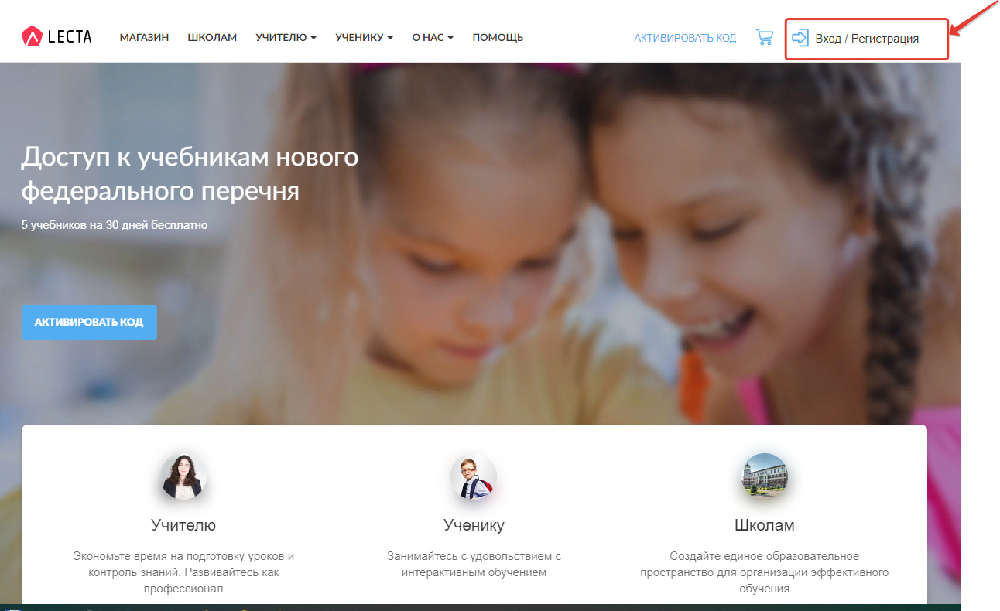 LECTA
МАГАЗИН ШКОЛАМ УЧИТЕЛЮ УЧЕНИКУ О НАС ПОМОЩЬ
АКТИВИРОВАТЬ КОД
Вход / Регистрация
Доступ к учебникам нового
федерального перечня
5 учебников на 30 дней бесплатно
АКТИВИРОВАТЬ КОД
Учителю
Экономьте время на подготовку уроков и
контроль знаний. Развивайтесь как
профессионал
Ученику
Занимайтесь с удовольствием с
интерактивным обучением
Школам
Создайте единое образовательное
пространство для организации эффективного
обучения